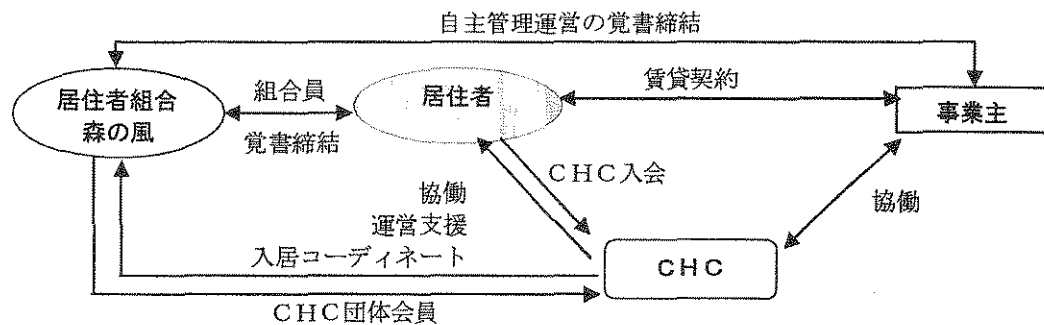 自主管理運営の覚書締結
居住者組合
森の風
組合員
覚書締結
居住者
賃貸契約
事業主
CHC入会
協働
運営支援
入居コーディネート
協働
CHC
CHC団体会員